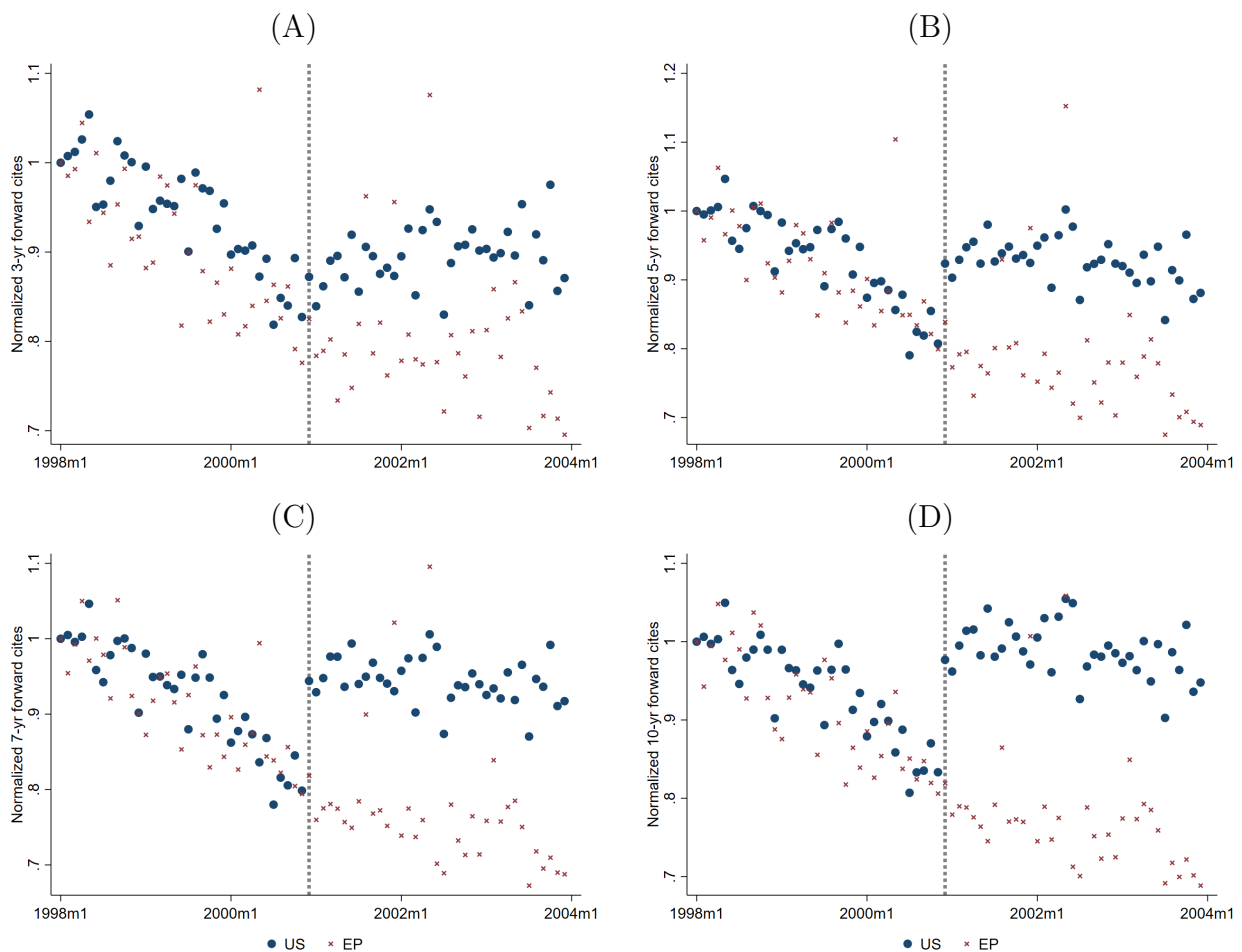 (A)
Normalized 3-yr forward cites
1.1
1
.9
.8
.7
1998m1 2000m1 2002m1 2004m1
(B)
Normalized 5-yr forward cites
1.2
1.1
1
.9
.8
.7
1998m1 2000m1 2002m1 2004m1
(C)
Normalized 7-yr forward cites
1.1
1
.9
.8
.7
1998m1 2000m1 2002m1 2004m1
(D)
Normalized 10-yr forward cites
1.1
1
.9
.8
.7
1998m1 2000m1 2002m1 2004m1
US EP
US EP